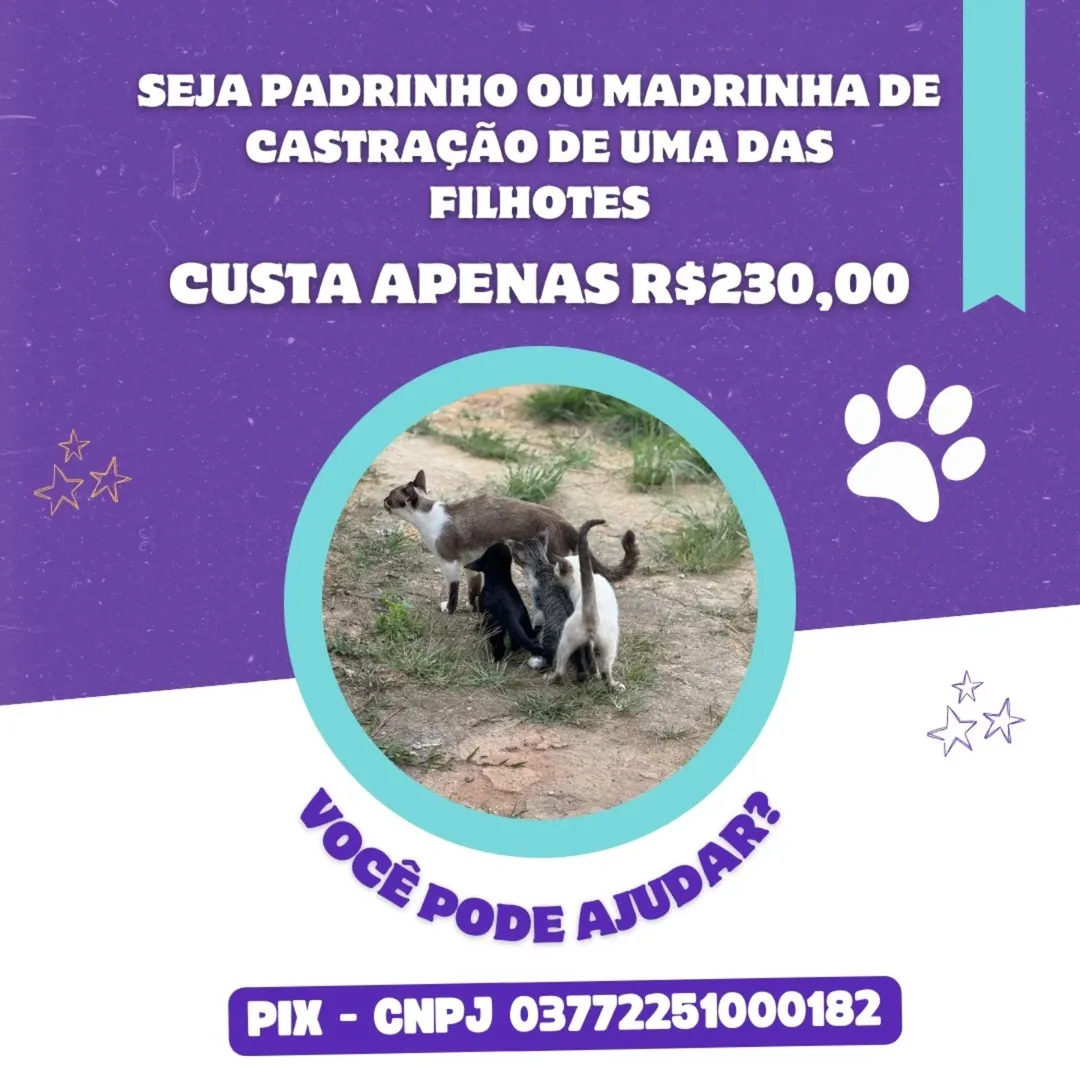 SEJA PADRINHO OU MADRINHA DE
CASTRAÇÃO DE UMA DAS
FILHOTES
CUSTA APENAS R$230,00
VOCÊ PODE AJUDAR?
PIX - CNPJ 03772251000182